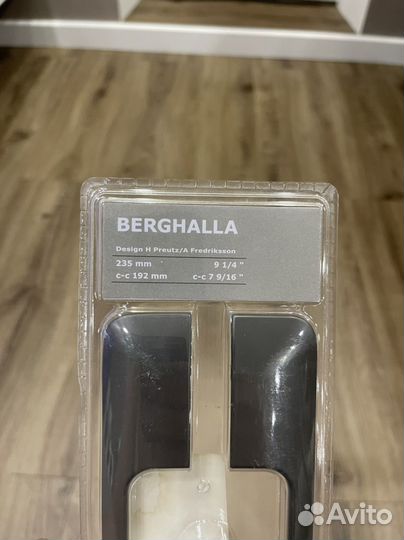 BERGHALLA
Design H Preutz/A Fredriksson
235 mm 9 1/4 "
c-c 192 mm c-c 7 9/16 "
Avito